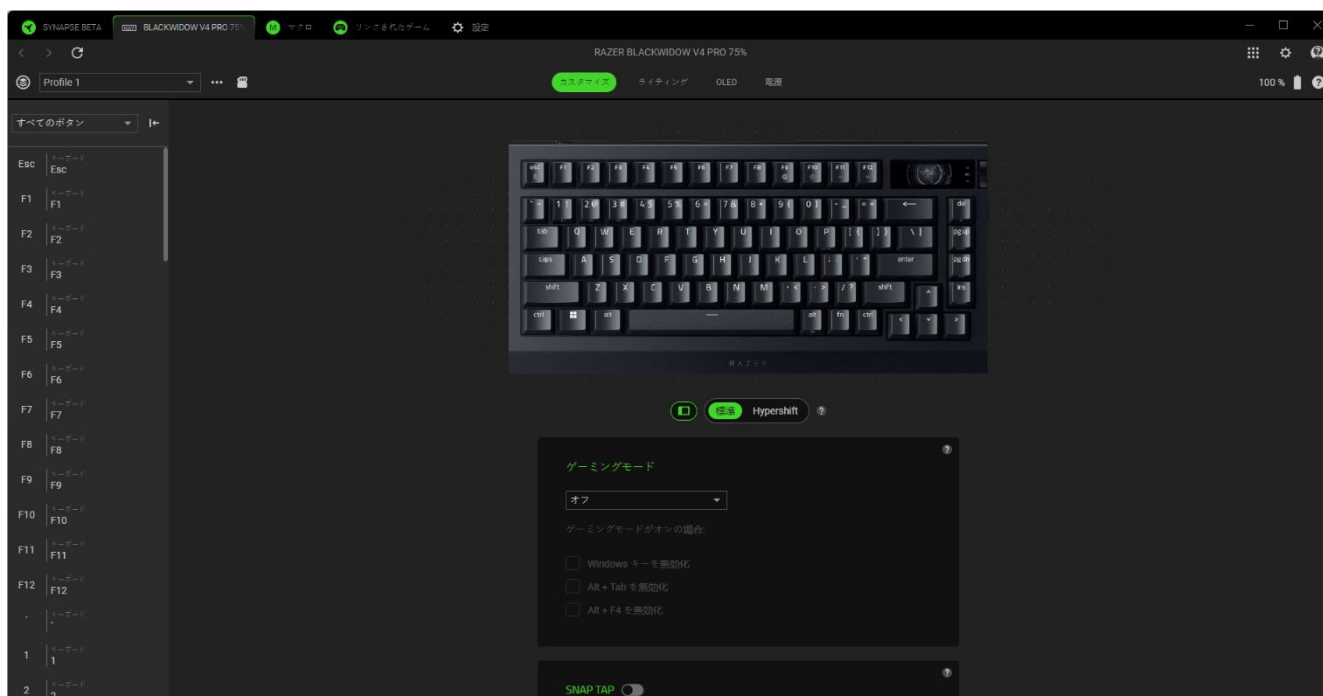 SYNAPSE BETA
BLACKWIDOW V4 PRO 75%
マクロ
リンクされたゲーム
設定
RAZER BLACKWIDOW V4 PRO 75%
Profile 1
カスタマイズ
ライティング
OLED
電源
100 %
すべてのボタン
Esc
キーボード
Esc
F1
キーボード
F1
F2
キーボード
F2
F3
キーボード
F3
F4
キーボード
F4
F5
キーボード
F5
F6
キーボード
F6
F7
キーボード
F7
F8
キーボード
F8
F9
キーボード
F9
F10
キーボード
F10
F11
キーボード
F11
F12
キーボード
F12
`
キーボード
`
1
キーボード
1
2
キーボード
2
esc F1 F2 F3 F4 F5 F6 F7 F8 F9 F10 F11 F12
1 ! 2 @ 3 # 4 $ 5 % 6 ^ 7 & 8 * 9 ( 0 ) - _ = + ← del
tab Q W E R T Y U I O P [ { ] } \ | pg up
caps A S D F G H J K L ; : ' " enter pg dn
shift Z X C V B N M , < . > / ? shift ^ ins
ctrl alt alt fn ctrl < v >
RAZER
標準
Hypershift
ゲーミングモード
オフ
ゲーミングモードがオンの場合:
Windows キーを無効化
Alt + Tab を無効化
Alt + F4 を無効化
SNAP TAP